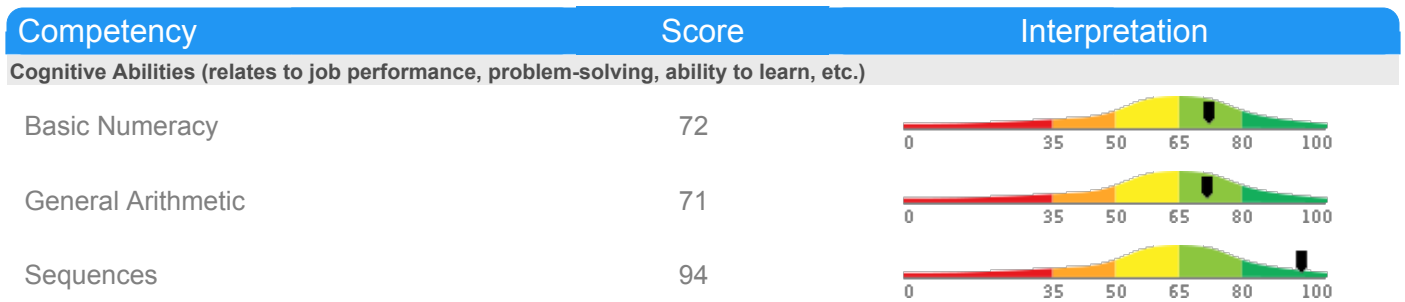 Competency Score Interpretation
Cognitive Abilities (relates to job performance, problem-solving, ability to learn, etc.)
Basic Numeracy 72
0 35 50 65 80 100
General Arithmetic 71
0 35 50 65 80 100
Sequences 94
0 35 50 65 80 100